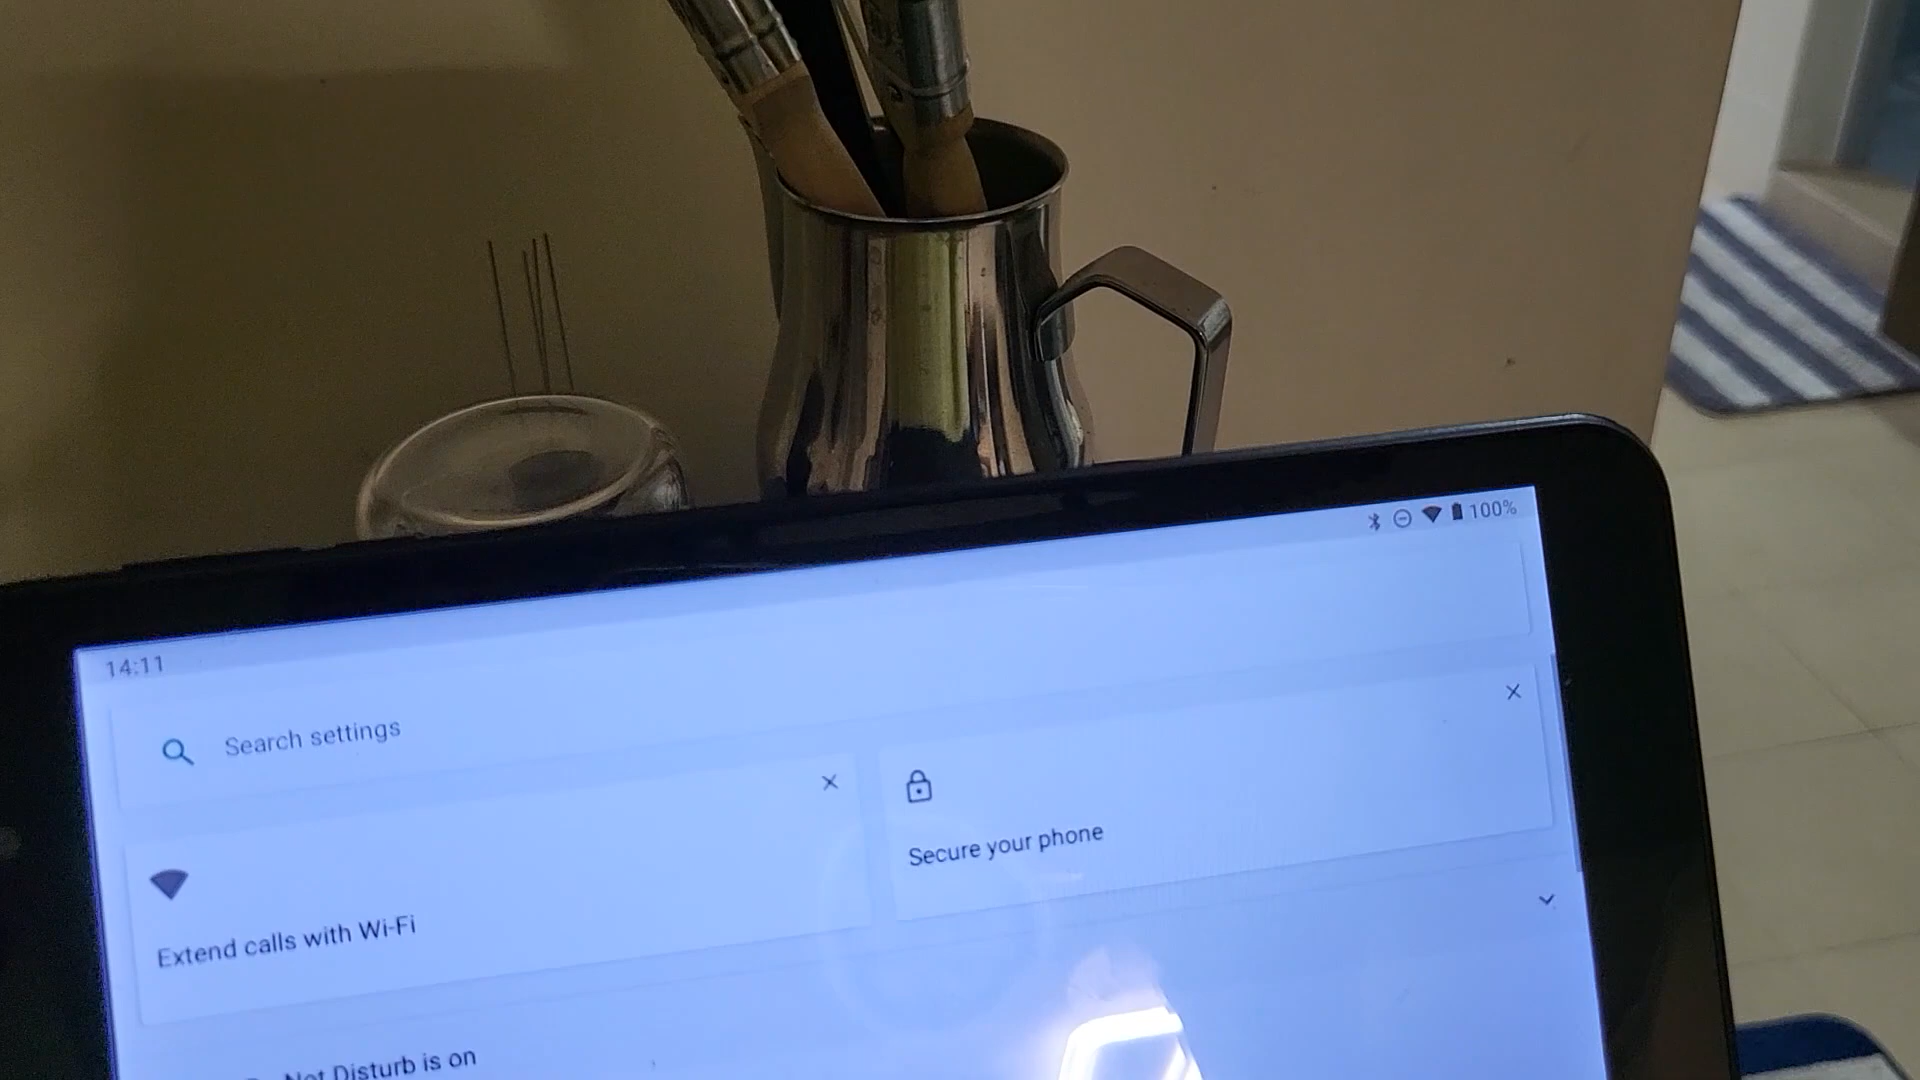 14:11
100%
Search settings
Extend calls with Wi-Fi
Secure your phone
Not Disturb is on